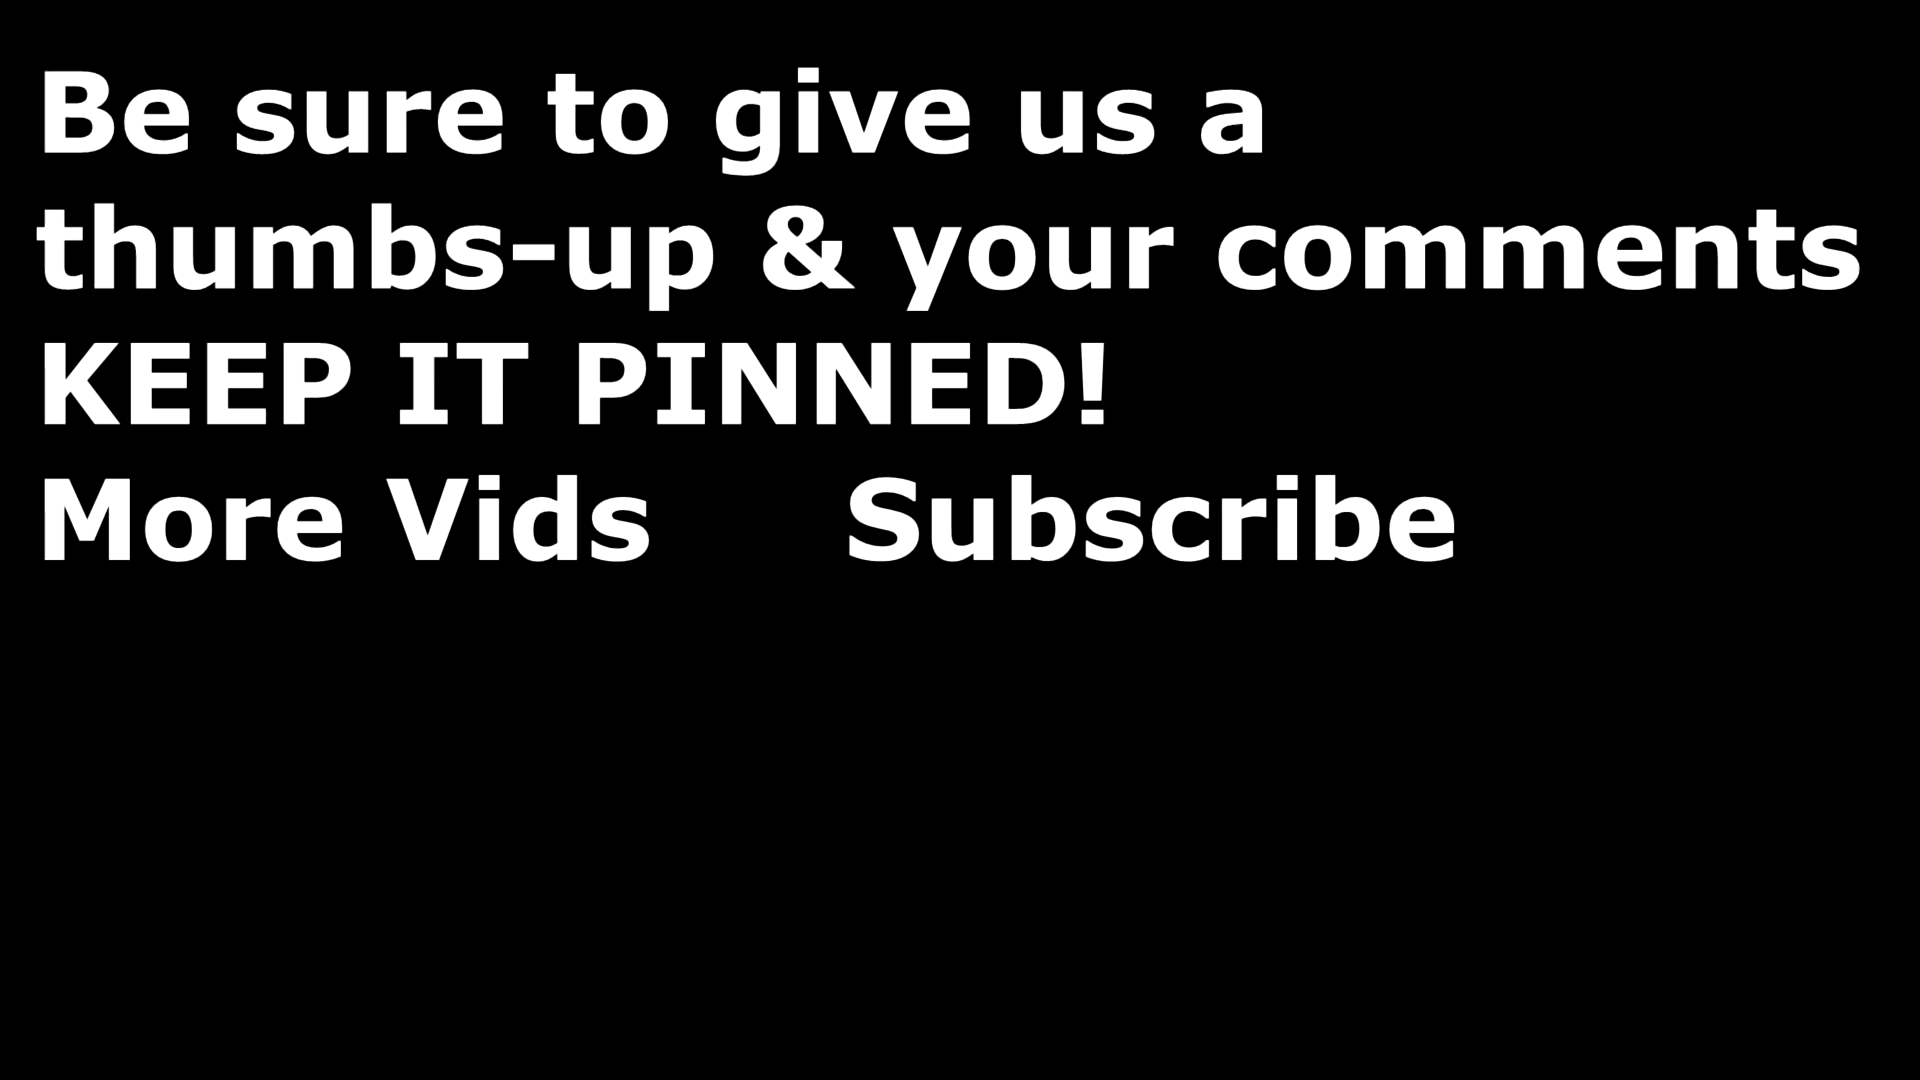 Be sure to give us a
thumbs-up & your comments
KEEP IT PINNED!
More Vids Subscribe